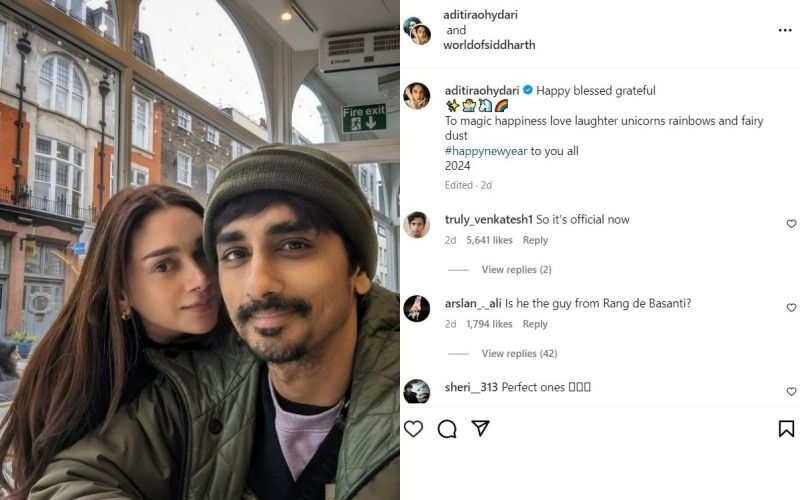 Fire exit
aditiraohydari
and
worldofsiddharth
aditiraohydari Happy blessed grateful
✨🧚🦄🌈
To magic happiness love laughter unicorns rainbows and fairy
dust
#happynewyear to you all
2024
Edited · 2d
truly_venkatesh1 So it's official now
2d 5,641 likes Reply
View replies (2)
arslan_._ali Is he the guy from Rang de Basanti?
2d 1,794 likes Reply
View replies (42)
sheri__313 Perfect ones